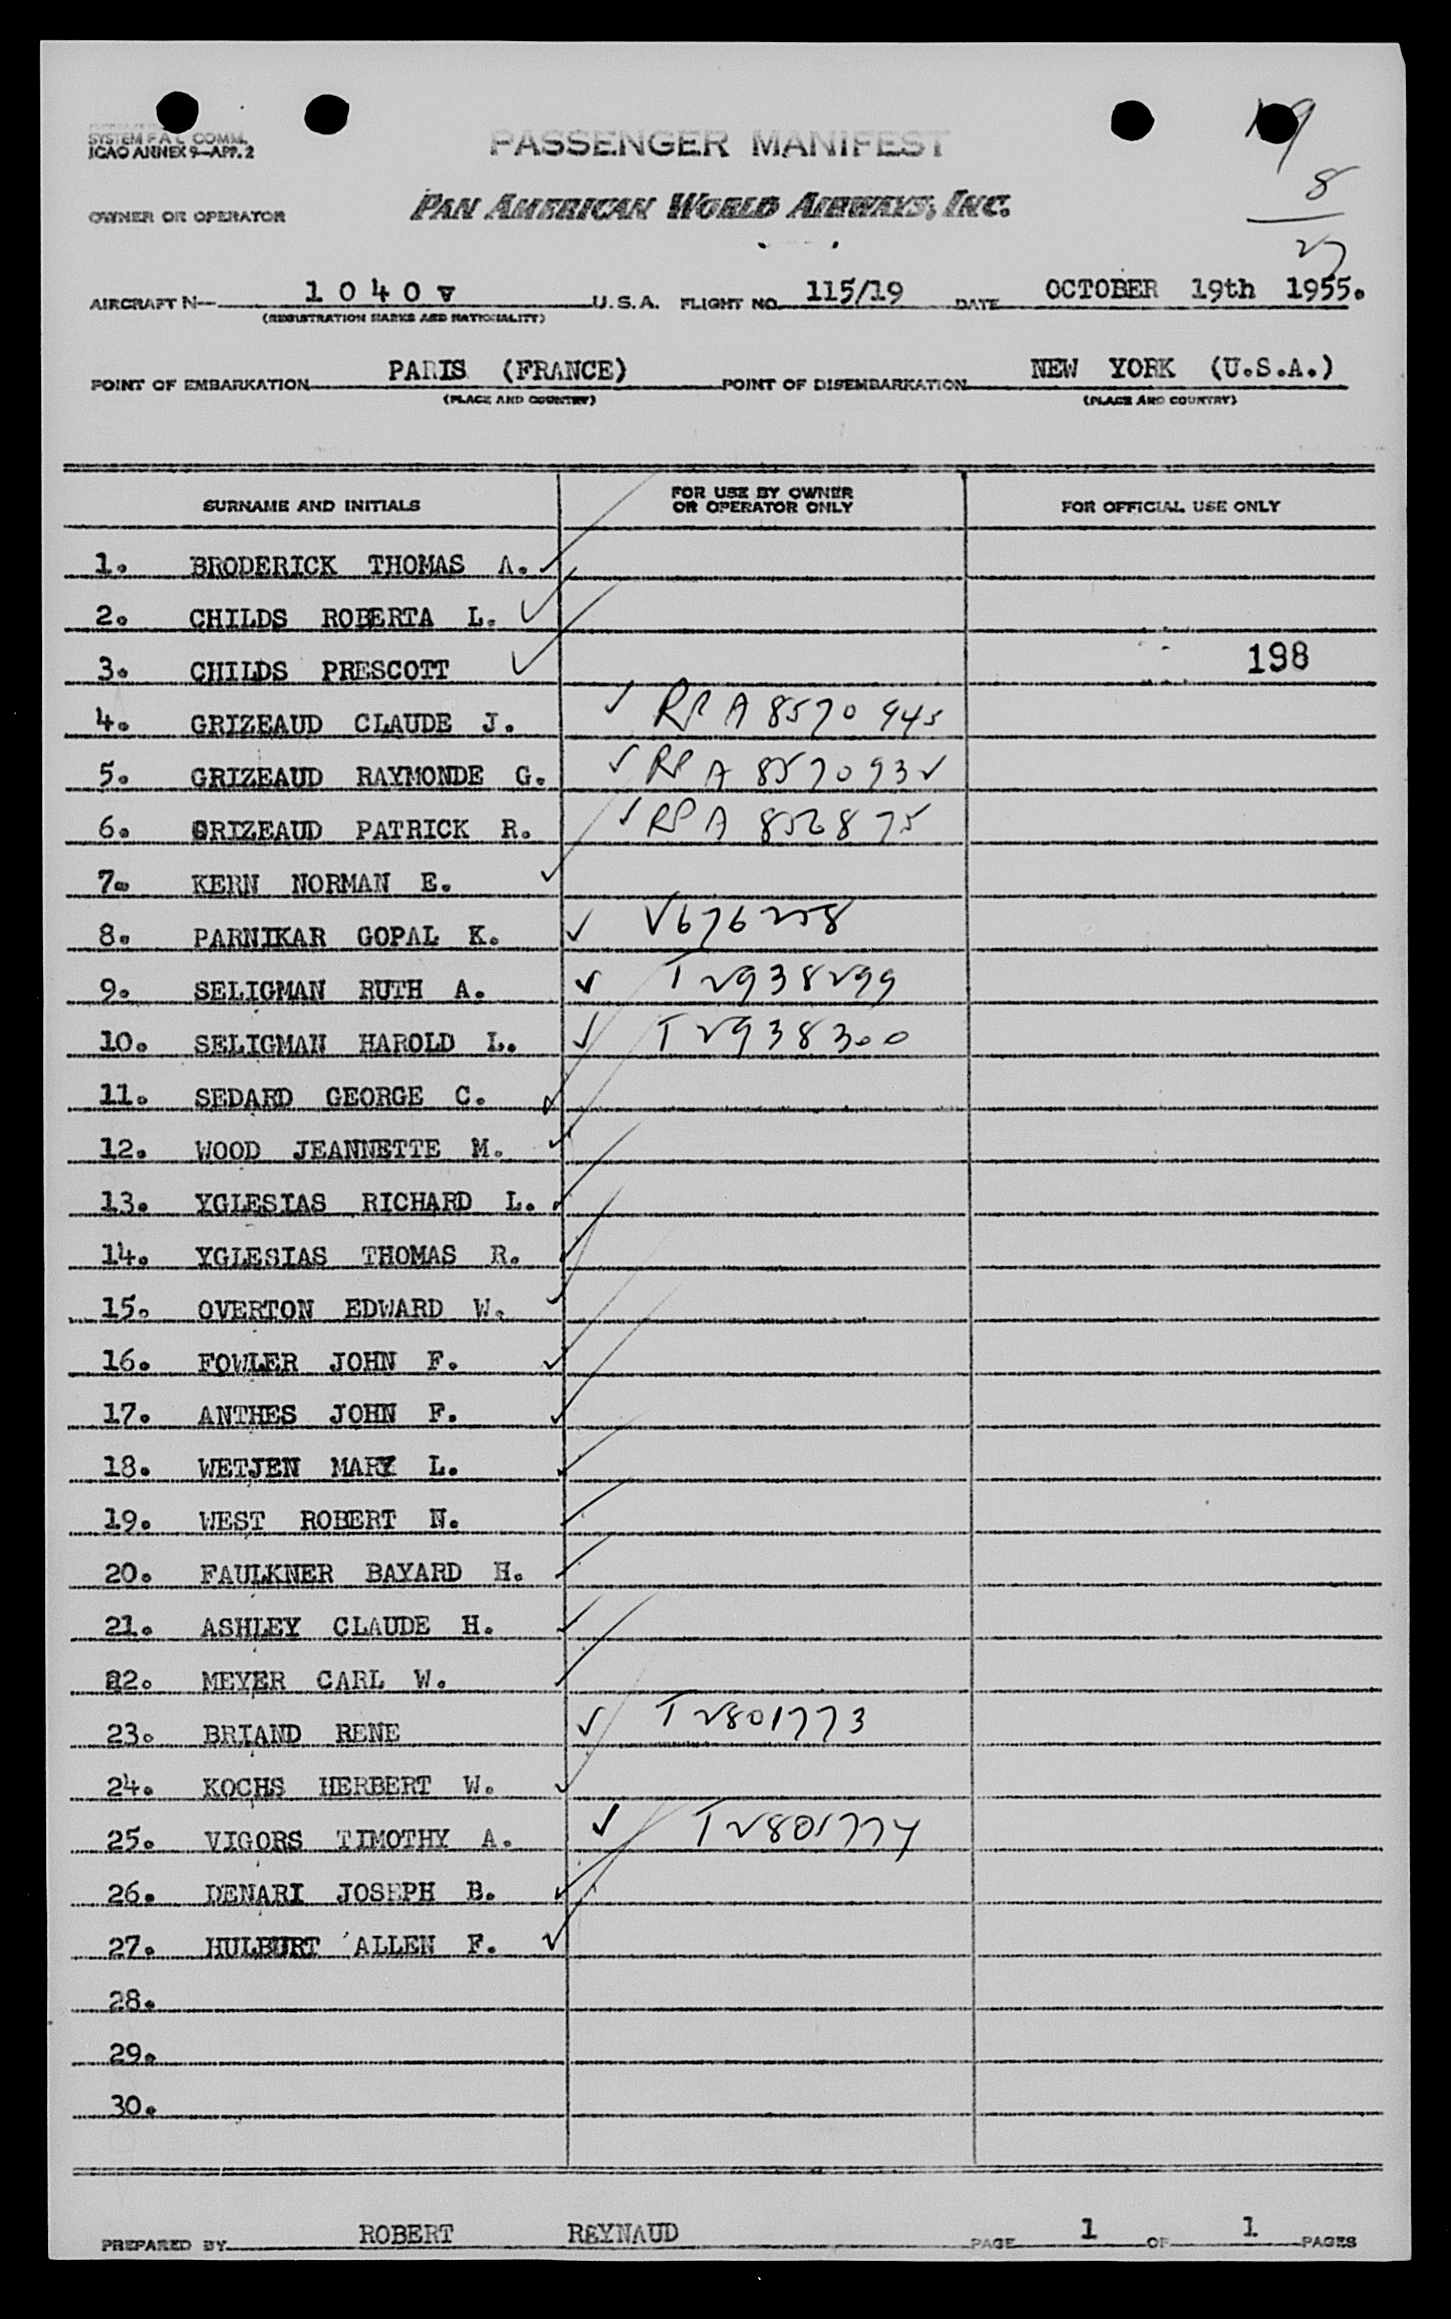 SYSTEM F A L COMM.
ICAO ANNEX 9—APP. 2
PASSENGER MANIFEST
19
8
27
OWNER OR OPERATOR PAN AMERICAN WORLD AIRWAYS, INC.
AIRCRAFT N— 1 0 4 0 V U.S.A. FLIGHT NO. 115/19 DATE OCTOBER 19th 1955.
(REGISTRATION MARKS AND NATIONALITY)
POINT OF EMBARKATION PARIS (FRANCE) POINT OF DISEMBARKATION NEW YORK (U.S.A.)
(PLACE AND COUNTRY) (PLACE AND COUNTRY)
SURNAME AND INITIALS FOR USE BY OWNER OR OPERATOR ONLY FOR OFFICIAL USE ONLY
1. BRODERICK THOMAS A.
2. CHILDS ROBERTA L.
3. CHILDS PRESCOTT 198
4. GRIZEAUD CLAUDE J. RPA 8570945
5. GRIZEAUD RAYMONDE G. RPA 8570932
6. GRIZEAUD PATRICK R. RPA
7. KERN NORMAN E.
8. PARNIKAR GOPAL K. V676258
9. SELIGMAN RUTH A. T2938299
10. SELIGMAN HAROLD L. T2938300
11. SEDARD GEORGE C.
12. WOOD JEANNETTE M.
13. YGLESIAS RICHARD L.
14. YGLESIAS THOMAS R.
15. OVERTON EDWARD W.
16. FOWLER JOHN F.
17. ANTHES JOHN F.
18. WETJEN MARY L.
19. WEST ROBERT N.
20. FAULKNER BAYARD H.
21. ASHLEY CLAUDE H.
22. MEYER CARL W.
23. BRIAND RENE T2801773
24. KOCHS HERBERT W.
25. VIGORS TIMOTHY A. T2801774
26. DENARI JOSEPH B.
27. HULBURT ALLEN F.
28.
29.
30.
PREPARED BY ROBERT REYNAUD PAGE 1 OF 1 PAGES